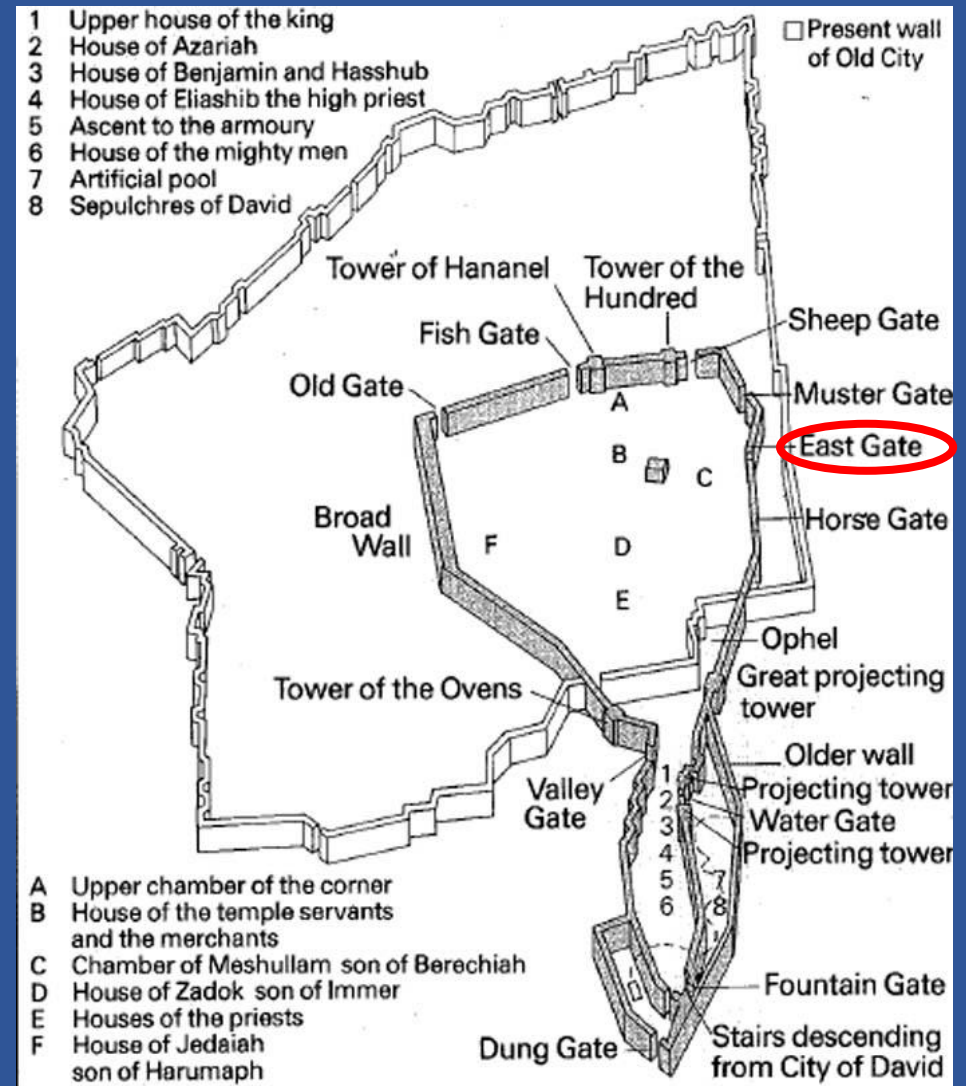 1 Upper house of the king
2 House of Azariah
3 House of Benjamin and Hasshub
4 House of Eliashib the high priest
5 Ascent to the armoury
6 House of the mighty men
7 Artificial pool
8 Sepulchres of David
Present wall
of Old City
Tower of Hananel
Tower of the
Hundred
Fish Gate
Sheep Gate
Old Gate
Muster Gate
A
East Gate
B
C
Broad
Wall
Horse Gate
F
D
E
Ophel
Tower of the Ovens
Great projecting
tower
Older wall
Valley
Gate
1
2
3
4
5
6
7
8
Projecting tower
Water Gate
Projecting tower
A Upper chamber of the corner
B House of the temple servants
and the merchants
C Chamber of Meshullam son of Berechiah
D House of Zadok son of Immer
E Houses of the priests
F House of Jedaiah
son of Harumaph
Fountain Gate
Dung Gate
Stairs descending
from City of David